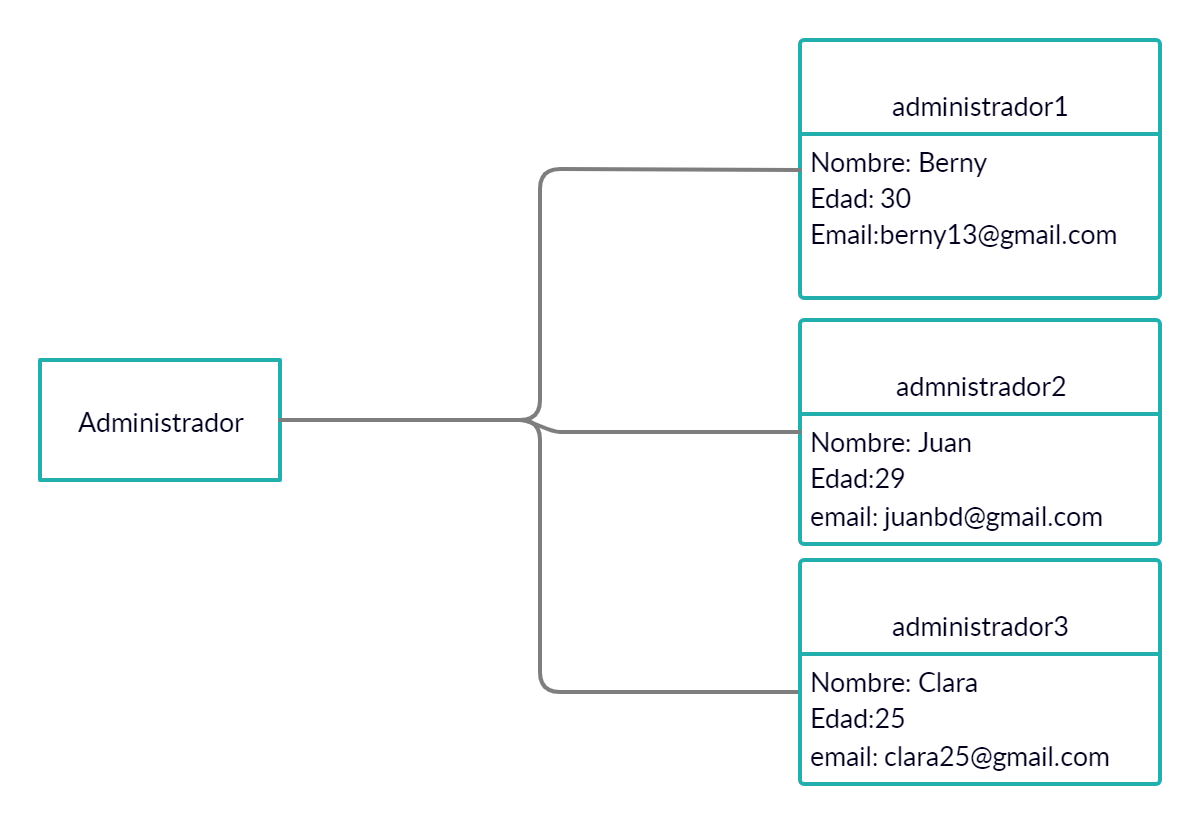 administrador1
Nombre: Berny
Edad: 30
Email:berny13@gmail.com
Administrador
admnistrador2
Nombre: Juan
Edad:29
email: juanbd@gmail.com
administrador3
Nombre: Clara
Edad:25
email: clara25@gmail.com